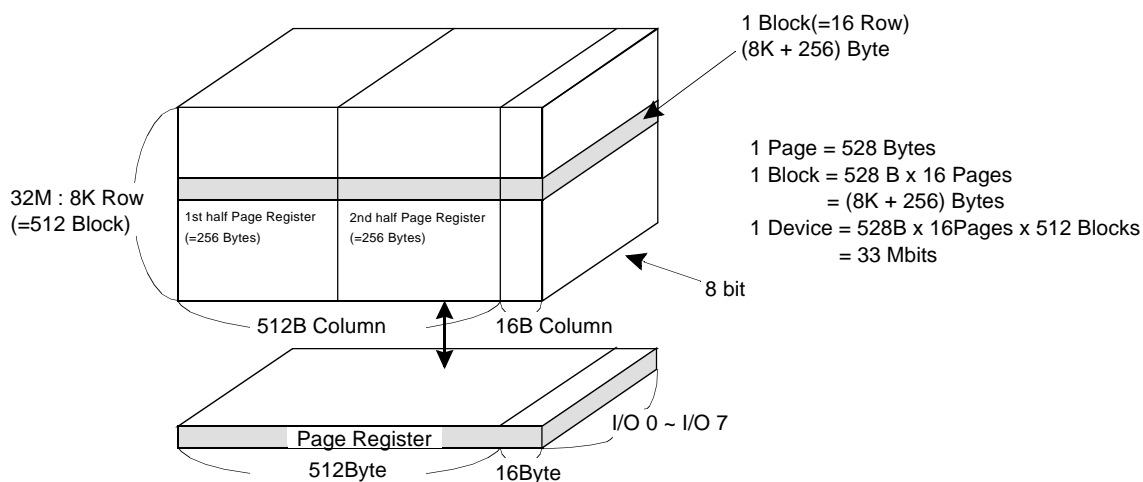 1 Block(=16 Row)
(8K + 256) Byte
1 Page = 528 Bytes
1 Block = 528 B x 16 Pages
= (8K + 256) Bytes
1 Device = 528B x 16Pages x 512 Blocks
= 33 Mbits
32M : 8K Row
(=512 Block)
1st half Page Register
(=256 Bytes)
2nd half Page Register
(=256 Bytes)
8 bit
512B Column
16B Column
I/O 0 ~ I/O 7
Page Register
512Byte
16Byte